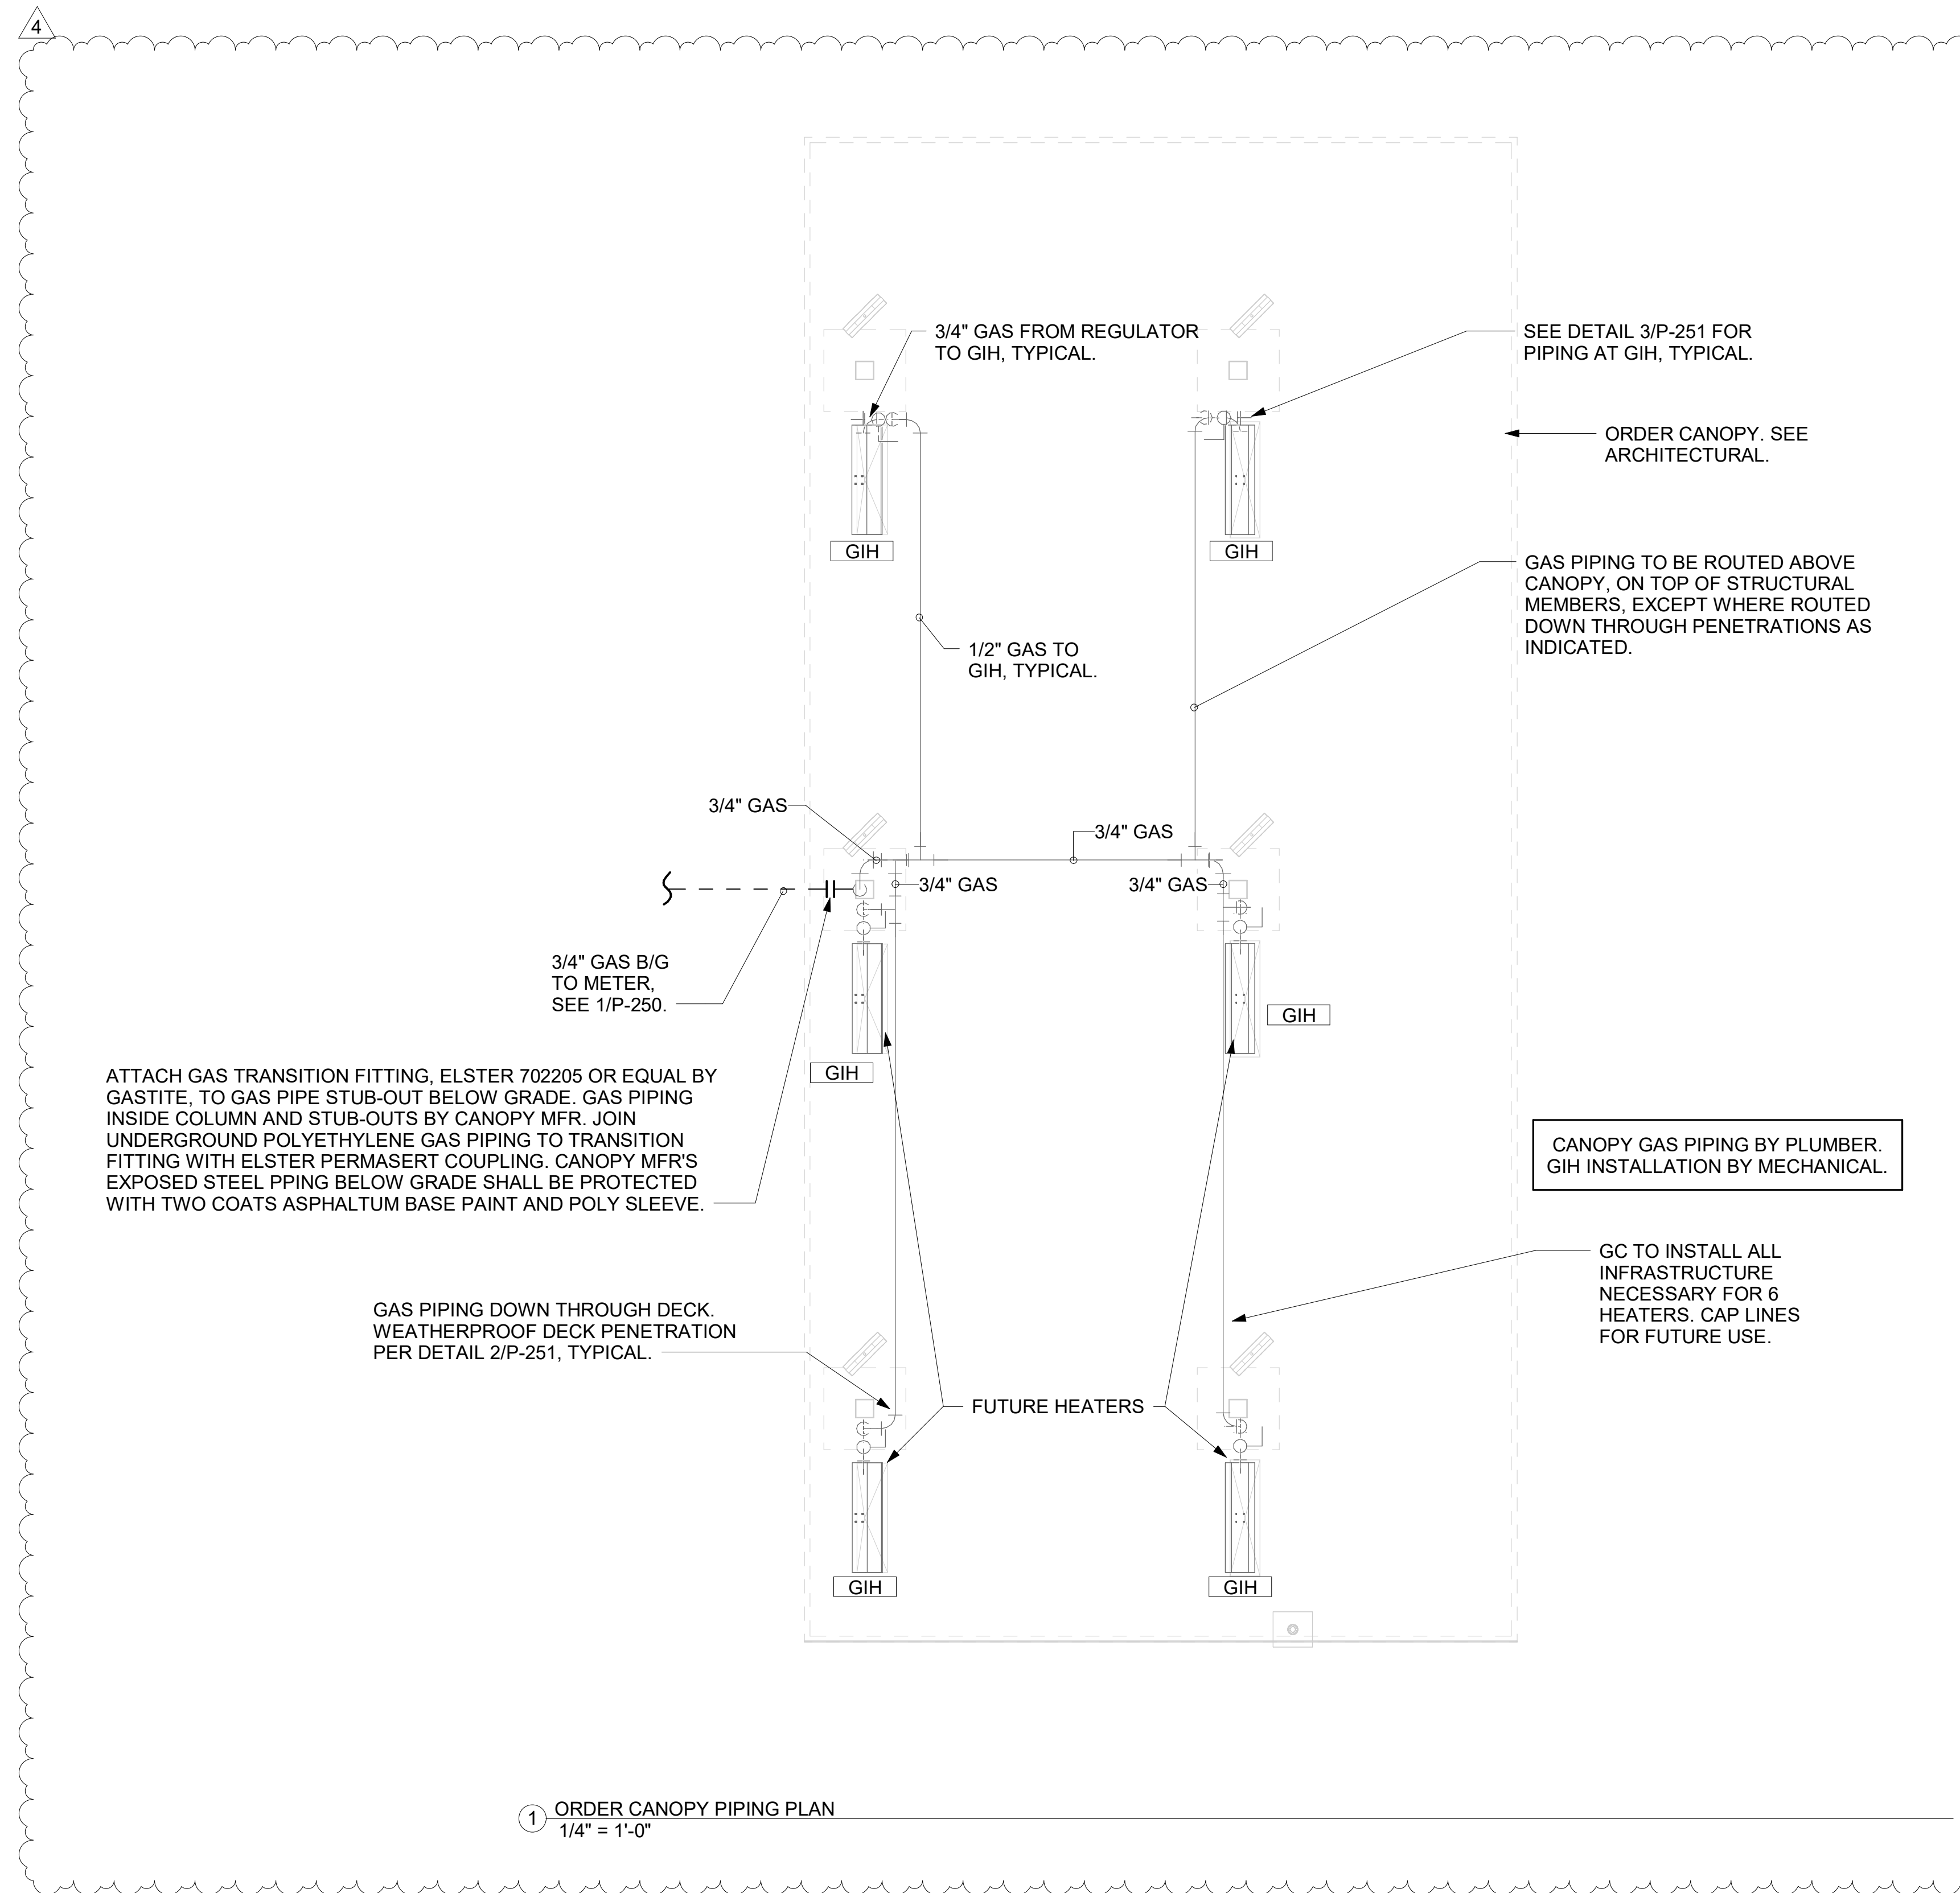 4
3/4" GAS FROM REGULATOR
TO GIH, TYPICAL.
SEE DETAIL 3/P-251 FOR
PIPING AT GIH, TYPICAL.
ORDER CANOPY. SEE
ARCHITECTURAL.
GIH
GIH
GAS PIPING TO BE ROUTED ABOVE
CANOPY, ON TOP OF STRUCTURAL
MEMBERS, EXCEPT WHERE ROUTED
DOWN THROUGH PENETRATIONS AS
INDICATED.
1/2" GAS TO
GIH, TYPICAL.
3/4" GAS
3/4" GAS
3/4" GAS
3/4" GAS
3/4" GAS B/G
TO METER,
SEE 1/P-250.
GIH
GIH
ATTACH GAS TRANSITION FITTING, ELSTER 702205 OR EQUAL BY
GASTITE, TO GAS PIPE STUB-OUT BELOW GRADE. GAS PIPING
INSIDE COLUMN AND STUB-OUTS BY CANOPY MFR. JOIN
UNDERGROUND POLYETHYLENE GAS PIPING TO TRANSITION
FITTING WITH ELSTER PERMASERT COUPLING. CANOPY MFR'S
EXPOSED STEEL PPING BELOW GRADE SHALL BE PROTECTED
WITH TWO COATS ASPHALTUM BASE PAINT AND POLY SLEEVE.
CANOPY GAS PIPING BY PLUMBER.
GIH INSTALLATION BY MECHANICAL.
GC TO INSTALL ALL
INFRASTRUCTURE
NECESSARY FOR 6
HEATERS. CAP LINES
FOR FUTURE USE.
GAS PIPING DOWN THROUGH DECK.
WEATHERPROOF DECK PENETRATION
PER DETAIL 2/P-251, TYPICAL.
FUTURE HEATERS
GIH
GIH
1
ORDER CANOPY PIPING PLAN
1/4" = 1'-0"